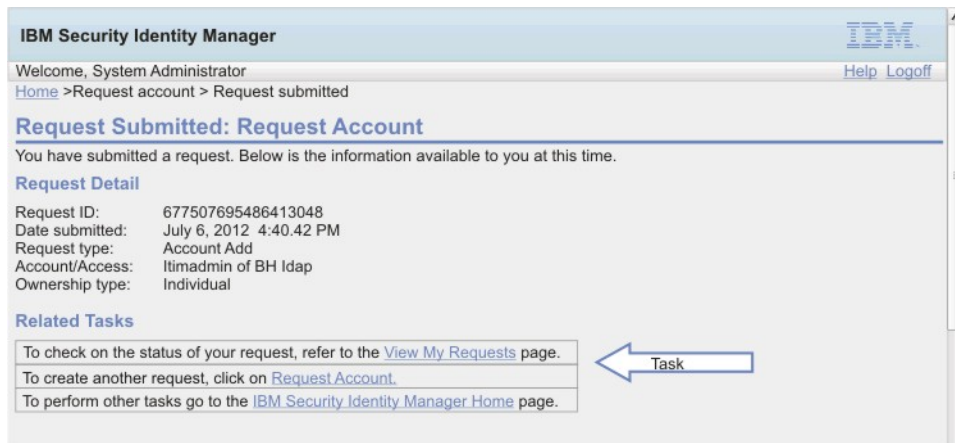 IBM Security Identity Manager
IBM.
Welcome, System Administrator
Help Logoff
Home >Request account > Request submitted
Request Submitted: Request Account
You have submitted a request. Below is the information available to you at this time.
Request Detail
Request ID: 677507695486413048
Date submitted: July 6, 2012 4:40.42 PM
Request type: Account Add
Account/Access: Itimadmin of BH Idap
Ownership type: Individual
Related Tasks
To check on the status of your request, refer to the View My Requests page.
Task
To create another request, click on Request Account.
To perform other tasks go to the IBM Security Identity Manager Home page.